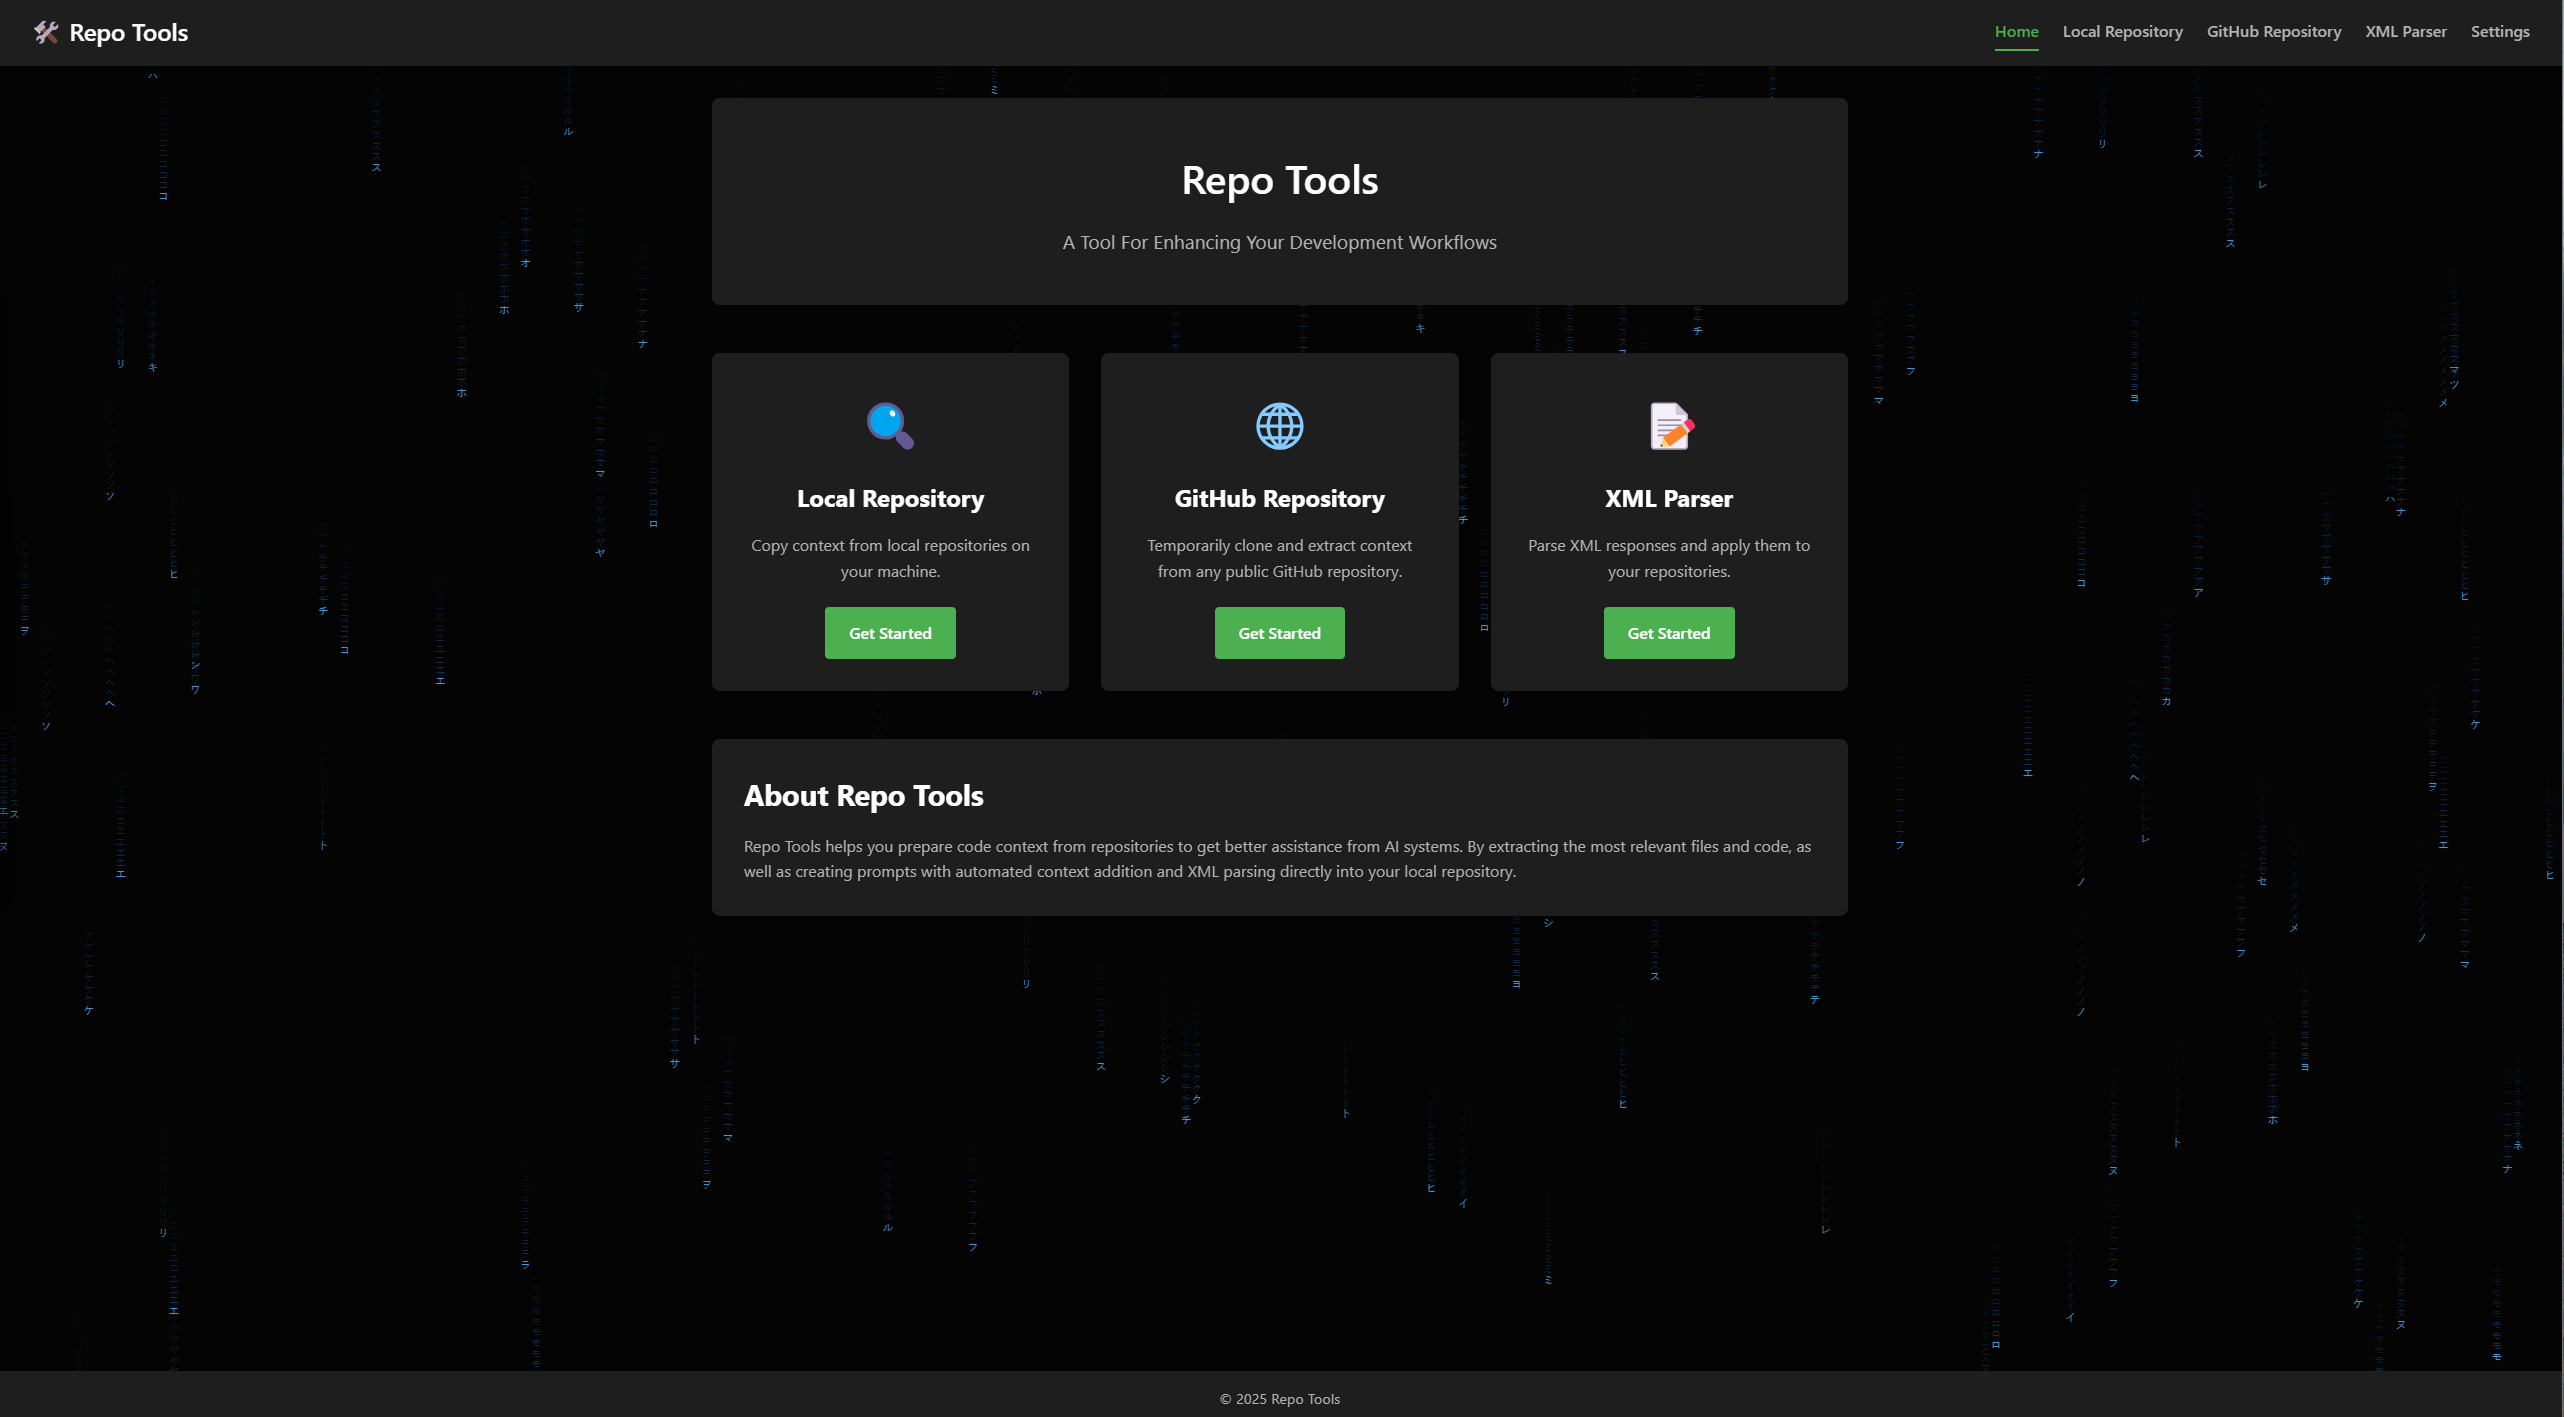 Repo Tools
Home Local Repository GitHub Repository XML Parser Settings
Repo Tools
A Tool For Enhancing Your Development Workflows
Local Repository
Copy context from local repositories on
your machine.
Get Started
GitHub Repository
Temporarily clone and extract context
from any public GitHub repository.
Get Started
XML Parser
Parse XML responses and apply them to
your repositories.
Get Started
About Repo Tools
Repo Tools helps you prepare code context from repositories to get better assistance from AI systems. By extracting the most relevant files and code, as
well as creating prompts with automated context addition and XML parsing directly into your local repository.
© 2025 Repo Tools